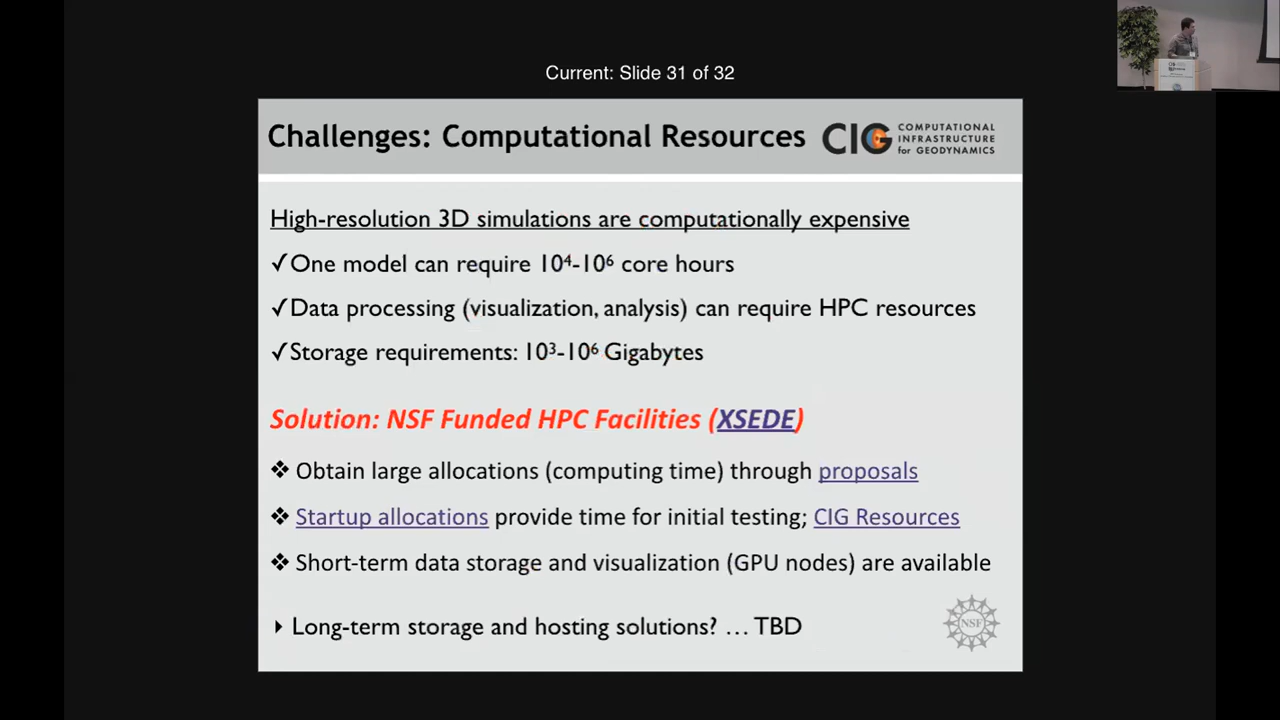 Current: Slide 31 of 32
Challenges: Computational Resources
CIG
COMPUTATIONAL
INFRASTRUCTURE
for GEODYNAMICS
High-resolution 3D simulations are computationally expensive
✓One model can require 10⁴-10⁶ core hours
✓Data processing (visualization, analysis) can require HPC resources
✓Storage requirements: 10³-10⁶ Gigabytes
Solution: NSF Funded HPC Facilities (XSEDE)
❖ Obtain large allocations (computing time) through proposals
❖ Startup allocations provide time for initial testing; CIG Resources
❖ Short-term data storage and visualization (GPU nodes) are available
‣ Long-term storage and hosting solutions? … TBD
NSF